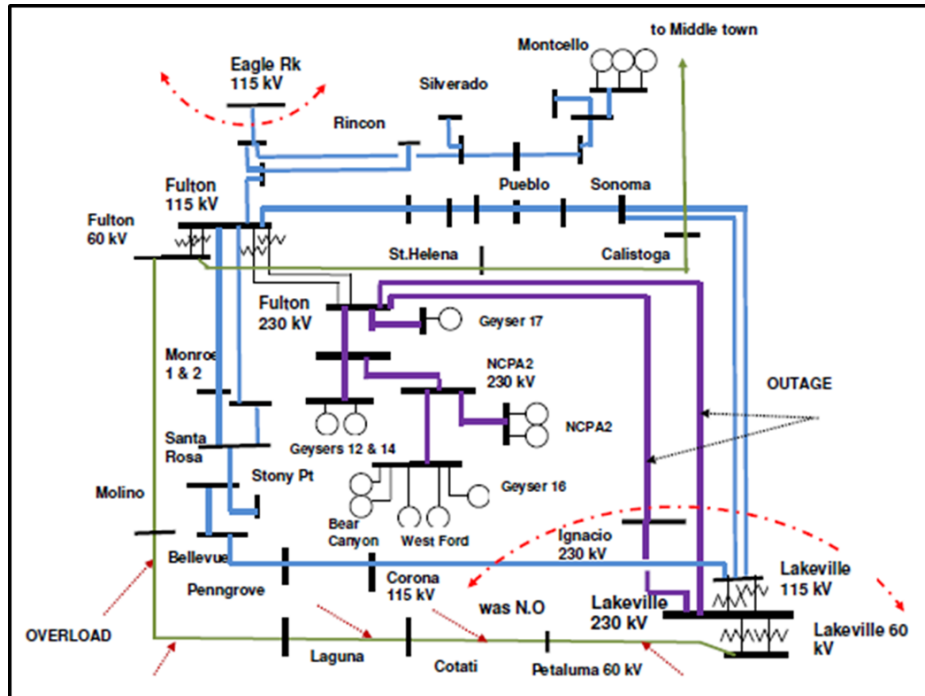 to Middle town
Montcello
Eagle Rk
115 kV
Silverado
Rincon
Fulton
115 kV
Pueblo
Sonoma
Fulton
60 kV
St.Helena
Calistoga
Fulton
230 kV
Geyser 17
Monroe
1 & 2
NCPA2
230 kV
OUTAGE
NCPA2
Geysers 12 & 14
Santa
Rosa
Stony Pt
Geyser 16
Molino
Bear
Canyon
West Ford
Ignacio
230 kV
Bellevue
Penngrove
Corona
115 kV
Lakeville
115 kV
was N.O
Lakeville
230 kV
OVERLOAD
Lakeville 60
kV
Laguna
Cotati
Petaluma 60 kV